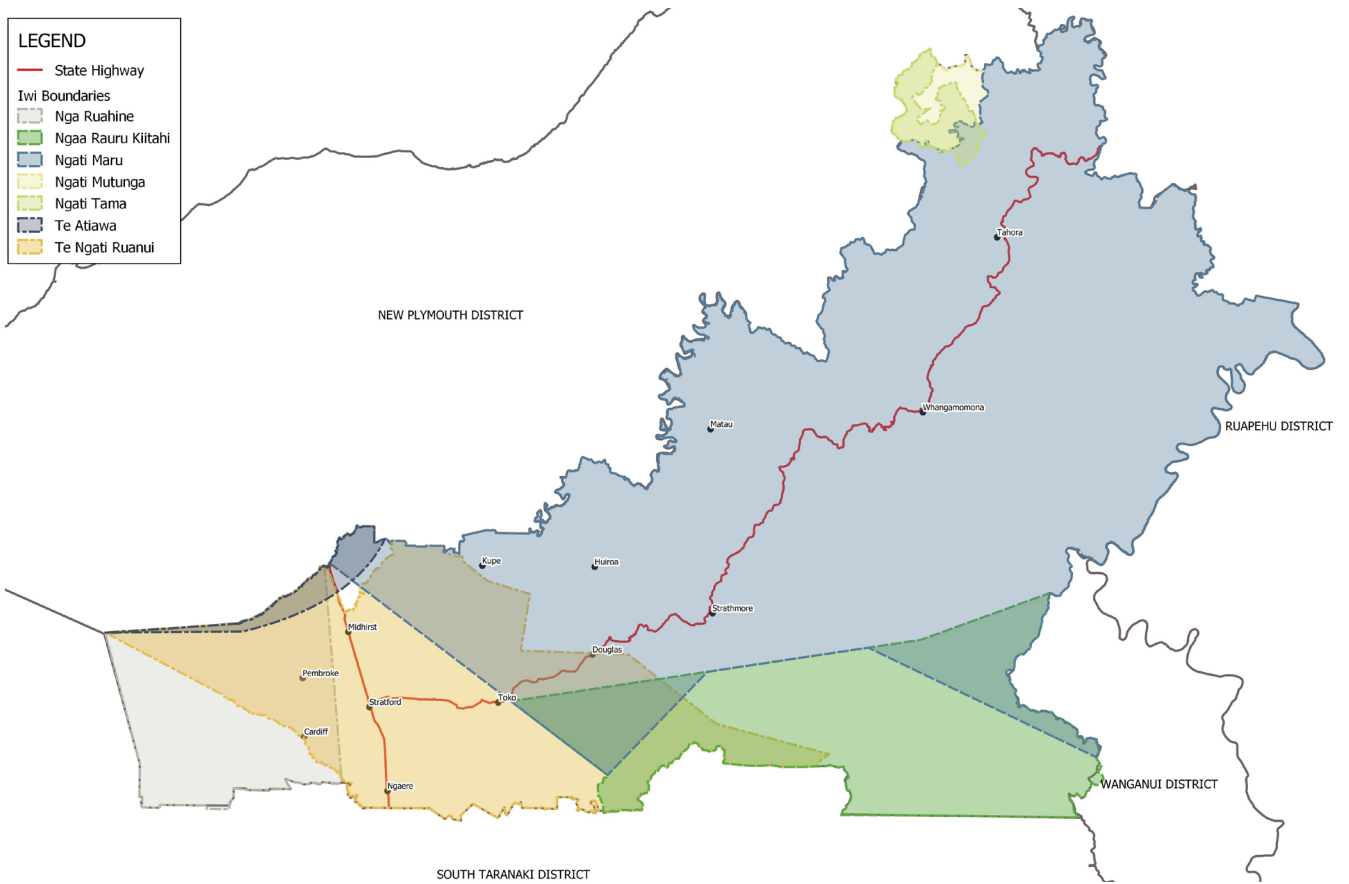 LEGEND
State Highway
Iwi Boundaries
Nga Ruahine
Ngaa Rauru Kiitahi
Ngati Maru
Ngati Mutunga
Ngati Tama
Te Atiawa
Te Ngati Ruanui
Tahora
NEW PLYMOUTH DISTRICT
Whangamomona
Matau
RUAPEHU DISTRICT
Kupe
Huiroa
Strathmore
Midhirst
Douglas
Pembroke
Toko
Stratford
Cardiff
Ngaere
WANGANUI DISTRICT
SOUTH TARANAKI DISTRICT